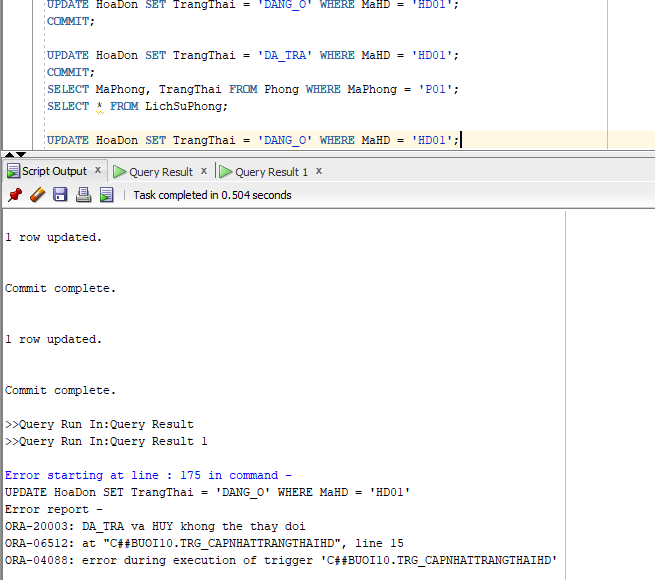 UPDATE HoaDon SET TrangThai = 'DANG_O' WHERE MaHD = 'HD01';
COMMIT;
UPDATE HoaDon SET TrangThai = 'DA_TRA' WHERE MaHD = 'HD01';
COMMIT;
SELECT MaPhong, TrangThai FROM Phong WHERE MaPhong = 'P01';
SELECT * FROM LichSuPhong;
UPDATE HoaDon SET TrangThai = 'DANG_O' WHERE MaHD = 'HD01';
Script Output x Query Result x Query Result 1 x
Task completed in 0.504 seconds
1 row updated.
Commit complete.
1 row updated.
Commit complete.
>>Query Run In:Query Result
>>Query Run In:Query Result 1
Error starting at line : 175 in command -
UPDATE HoaDon SET TrangThai = 'DANG_O' WHERE MaHD = 'HD01'
Error report -
ORA-20003: DA_TRA va HUY khong the thay doi
ORA-06512: at "C##BUOI10.TRG_CAPNHATTRANGTHAIHD", line 15
ORA-04088: error during execution of trigger 'C##BUOI10.TRG_CAPNHATTRANGTHAIHD'